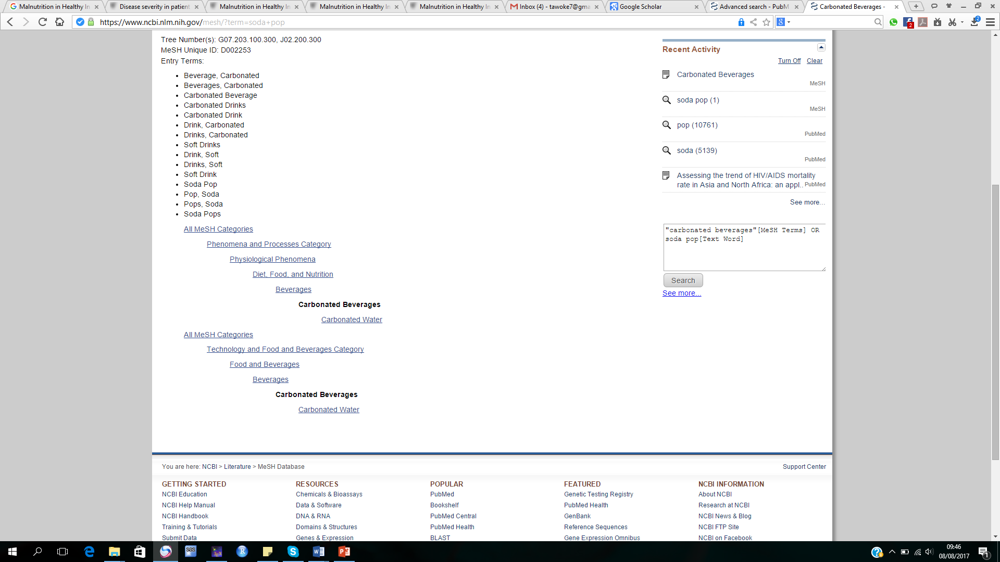 Malnutrition in Healthy In
Disease severity in patient
Malnutrition in Healthy In
Malnutrition in Healthy In
Malnutrition in Healthy In
Inbox (4) - tawoke7@gma
Google Scholar
Advanced search - PubM
Carbonated Beverages -
https://www.ncbi.nlm.nih.gov/mesh/?term=soda+pop
8
2
2
Tree Number(s): G07.203.100.300, J02.200.300
MeSH Unique ID: D002253
Entry Terms:
Beverage, Carbonated
Beverages, Carbonated
Carbonated Beverage
Carbonated Drinks
Carbonated Drink
Drink, Carbonated
Drinks, Carbonated
Soft Drinks
Drink, Soft
Drinks, Soft
Soft Drink
Soda Pop
Pop, Soda
Pops, Soda
Soda Pops
All MeSH Categories
Phenomena and Processes Category
Physiological Phenomena
Diet, Food, and Nutrition
Beverages
Carbonated Beverages
Carbonated Water
All MeSH Categories
Technology and Food and Beverages Category
Food and Beverages
Beverages
Carbonated Beverages
Carbonated Water
Recent Activity
Turn Off Clear
Carbonated Beverages
MeSH
soda pop (1)
MeSH
pop (10761)
PubMed
soda (5139)
PubMed
Assessing the trend of HIV/AIDS mortality
rate in Asia and North Africa: an appl.. PubMed
See more...
"carbonated beverages"[MeSH Terms] OR
soda pop[Text Word]
Search
See more...
You are here: NCBI > Literature > MeSH Database
Support Center
GETTING STARTED
NCBI Education
NCBI Help Manual
NCBI Handbook
Training & Tutorials
Submit Data
RESOURCES
Chemicals & Bioassays
Data & Software
DNA & RNA
Domains & Structures
Genes & Expression
POPULAR
PubMed
Bookshelf
PubMed Central
PubMed Health
BLAST
FEATURED
Genetic Testing Registry
PubMed Health
GenBank
Reference Sequences
Gene Expression Omnibus
NCBI INFORMATION
About NCBI
Research at NCBI
NCBI News & Blog
NCBI FTP Site
NCBI on Facebook
sas
09:46
08/08/2017
1